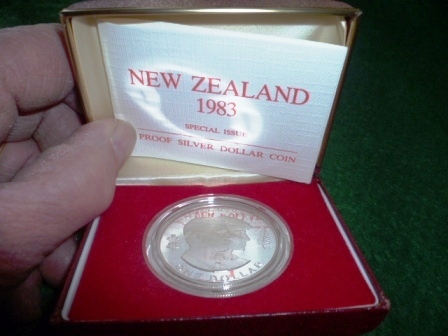 NEW ZEALAND
1983
SPECIAL ISSUE
PROOF SILVER DOLLAR COIN
ONE DOLLAR